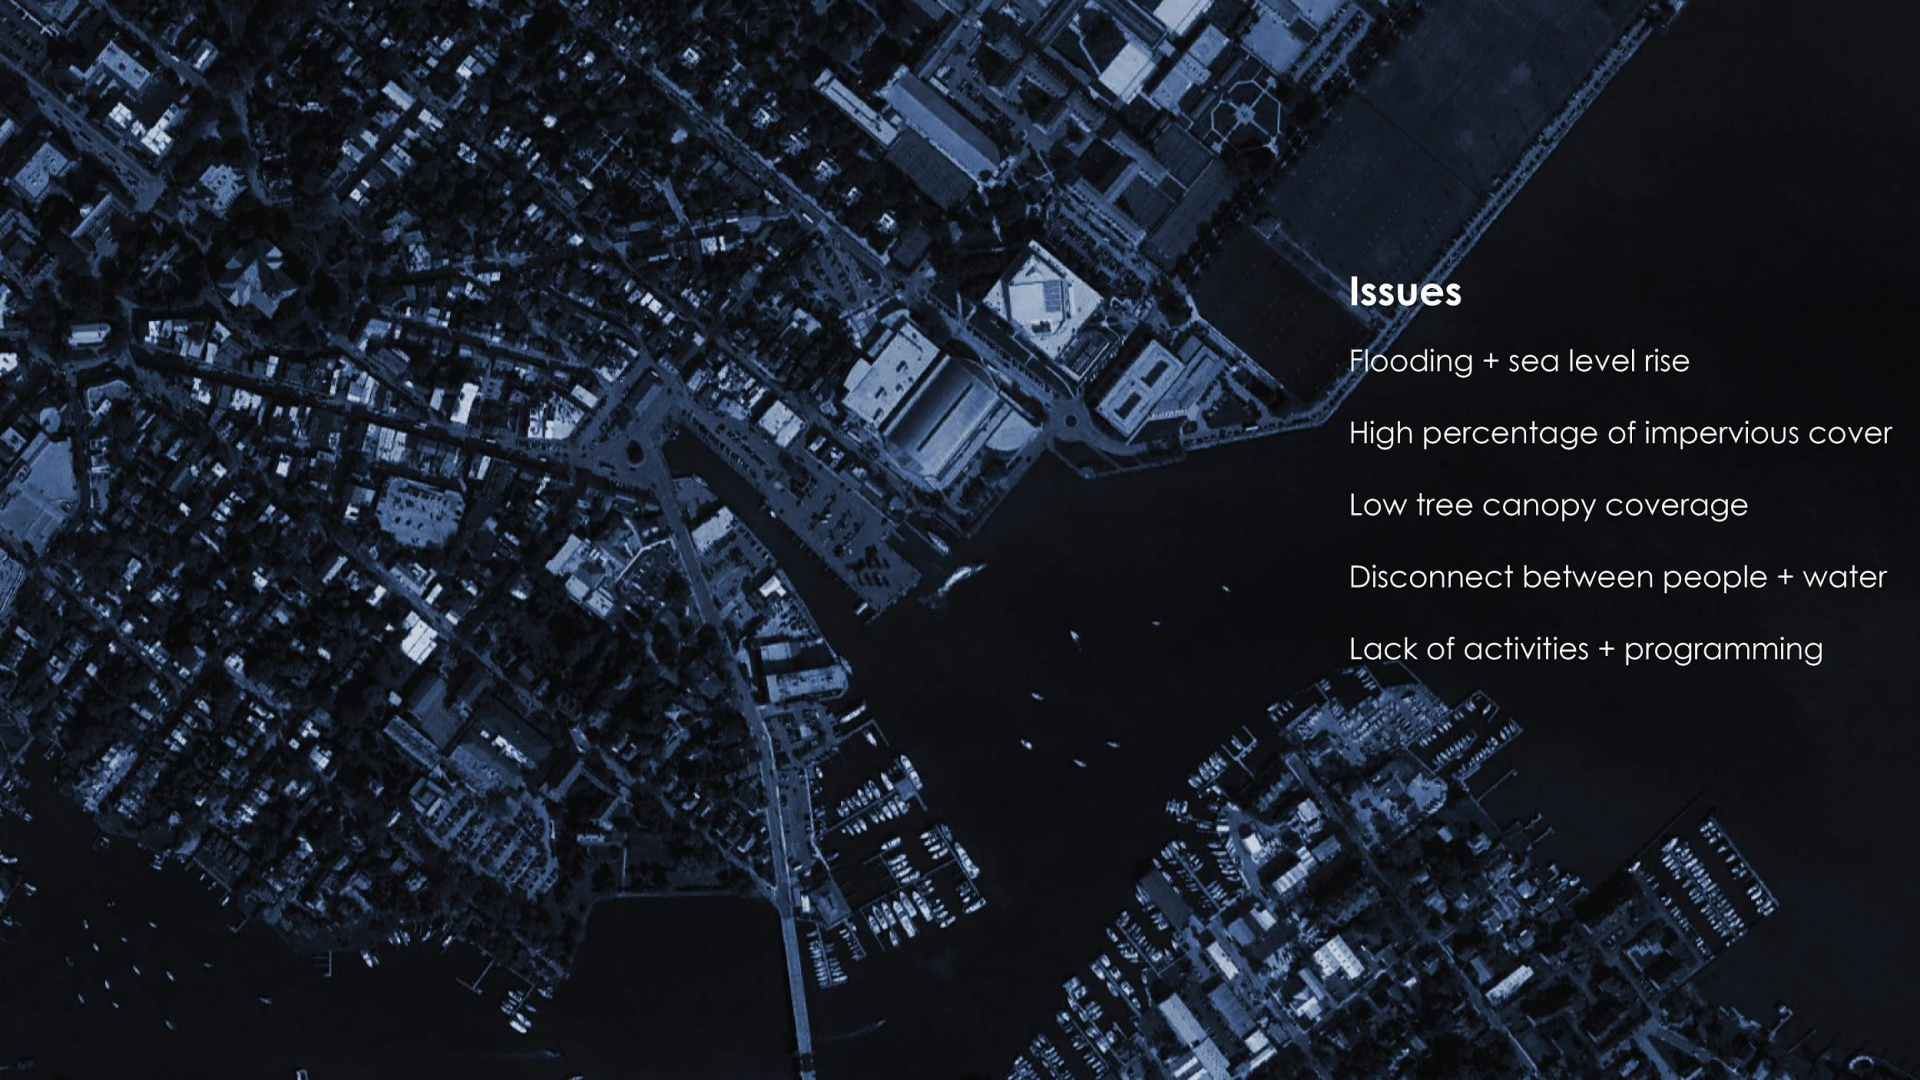 Issues
Flooding + sea level rise
High percentage of impervious cover
Low tree canopy coverage
Disconnect between people + water
Lack of activities + programming